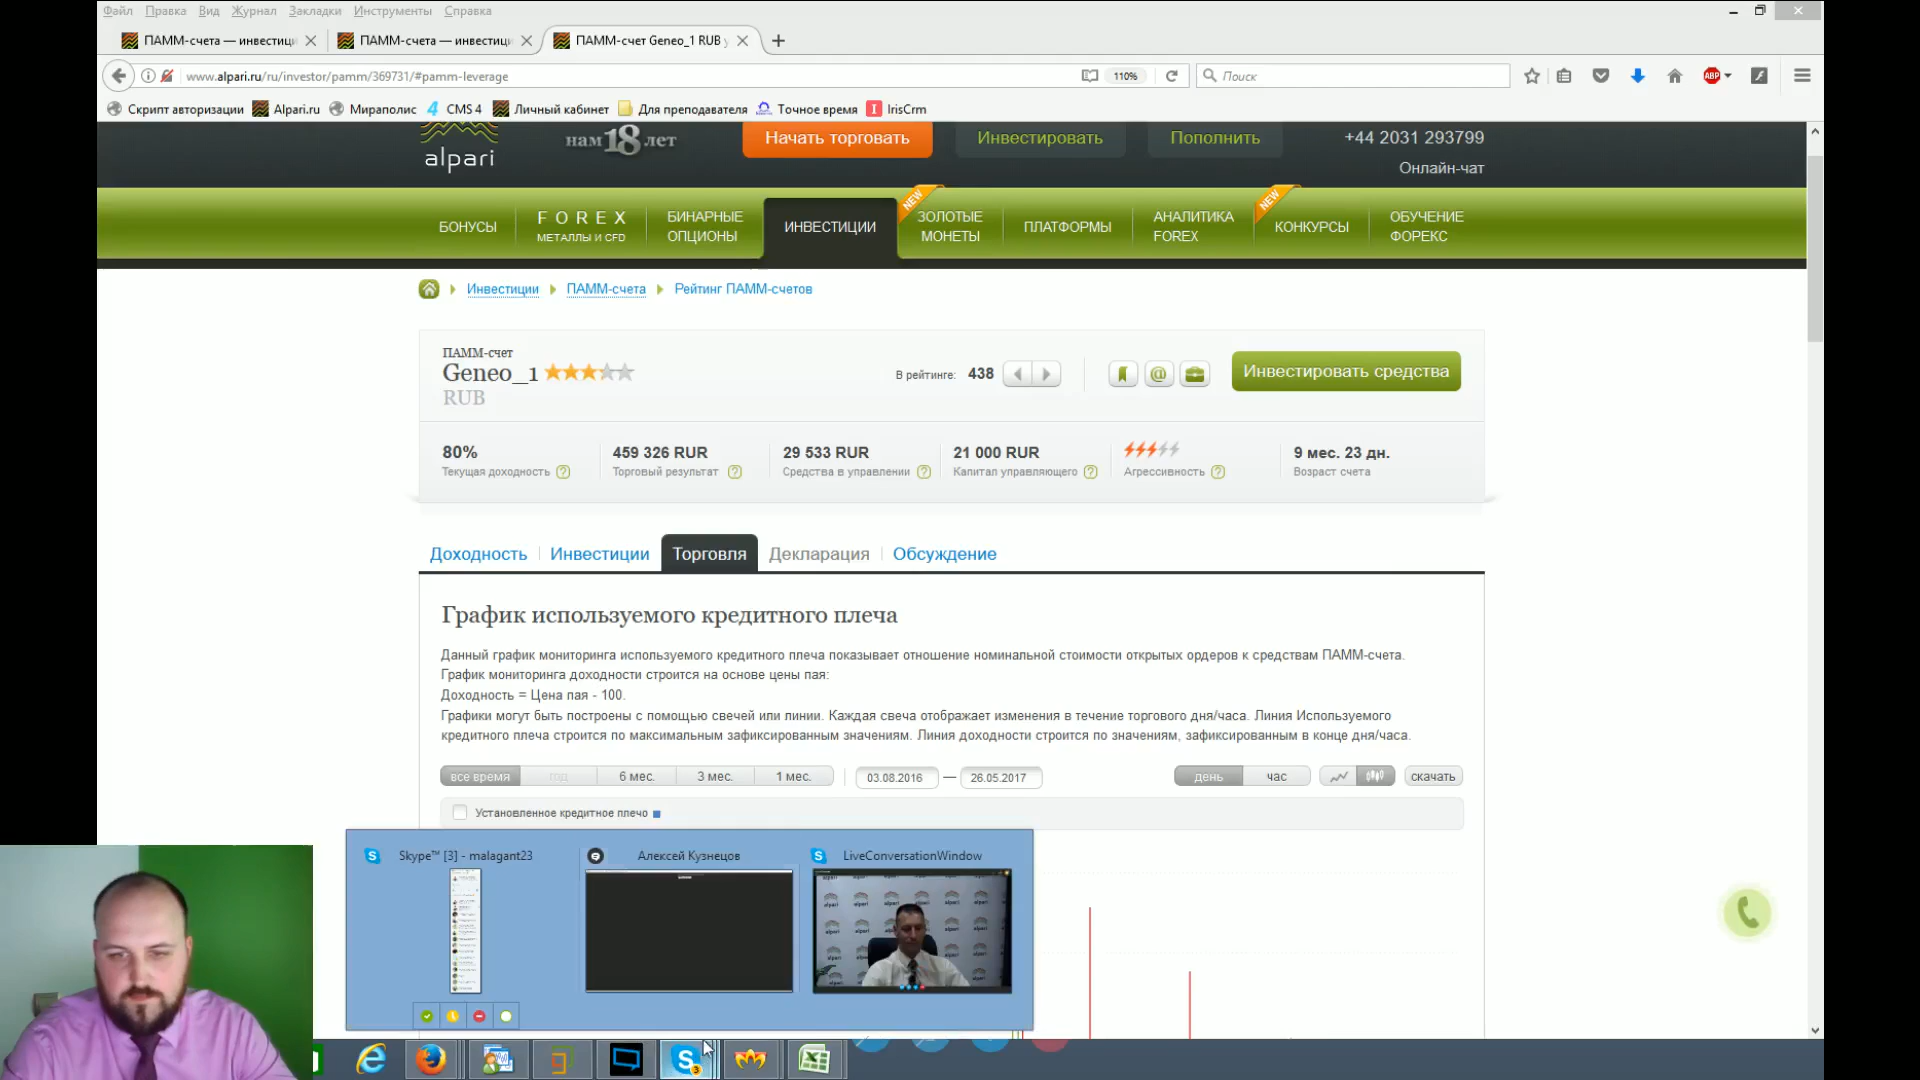 Файл Правка Вид Журнал Закладки Инструменты Справка
ПАММ-счета — инвестици
ПАММ-счета — инвестици
ПАММ-счет Geneo_1 RUB у
www.alpari.ru/ru/investor/pamm/369731/#pamm-leverage
110%
Поиск
ABP
Скрипт авторизации Alpari.ru Мираполис CMS 4 Личный кабинет Для преподавателя Точное время IrisCrm
alpari
нам 18 лет
Начать торговать
Инвестировать
Пополнить
+44 2031 293799
Онлайн-чат
БОНУСЫ
FOREX
МЕТАЛЛЫ И CFD
БИНАРНЫЕ
ОПЦИОНЫ
ИНВЕСТИЦИИ
NEW
ЗОЛОТЫЕ
МОНЕТЫ
ПЛАТФОРМЫ
АНАЛИТИКА
FOREX
NEW
КОНКУРСЫ
ОБУЧЕНИЕ
ФОРЕКС
Инвестиции ПАММ-счета Рейтинг ПАММ-счетов
ПАММ-счет
Geneo_1
RUB
В рейтинге: 438
Инвестировать средства
80%
Текущая доходность
459 326 RUR
Торговый результат
29 533 RUR
Средства в управлении
21 000 RUR
Капитал управляющего
Агрессивность
9 мес. 23 дн.
Возраст счета
Доходность Инвестиции Торговля Декларация Обсуждение
График используемого кредитного плеча
Данный график мониторинга используемого кредитного плеча показывает отношение номинальной стоимости открытых ордеров к средствам ПАММ-счета.
График мониторинга доходности строится на основе цены пая:
Доходность = Цена пая - 100.
Графики могут быть построены с помощью свечей или линии. Каждая свеча отображает изменения в течение торгового дня/часа. Линия Используемого
кредитного плеча строится по максимальным зафиксированным значениям. Линия доходности строится по значениям, зафиксированным в конце дня/часа.
все время год 6 мес. 3 мес. 1 мес. 03.08.2016 — 26.05.2017 день час скачать
Установленное кредитное плечо
Skype™ [3] - malagant23
Алексей Кузнецов
LiveConversationWindow